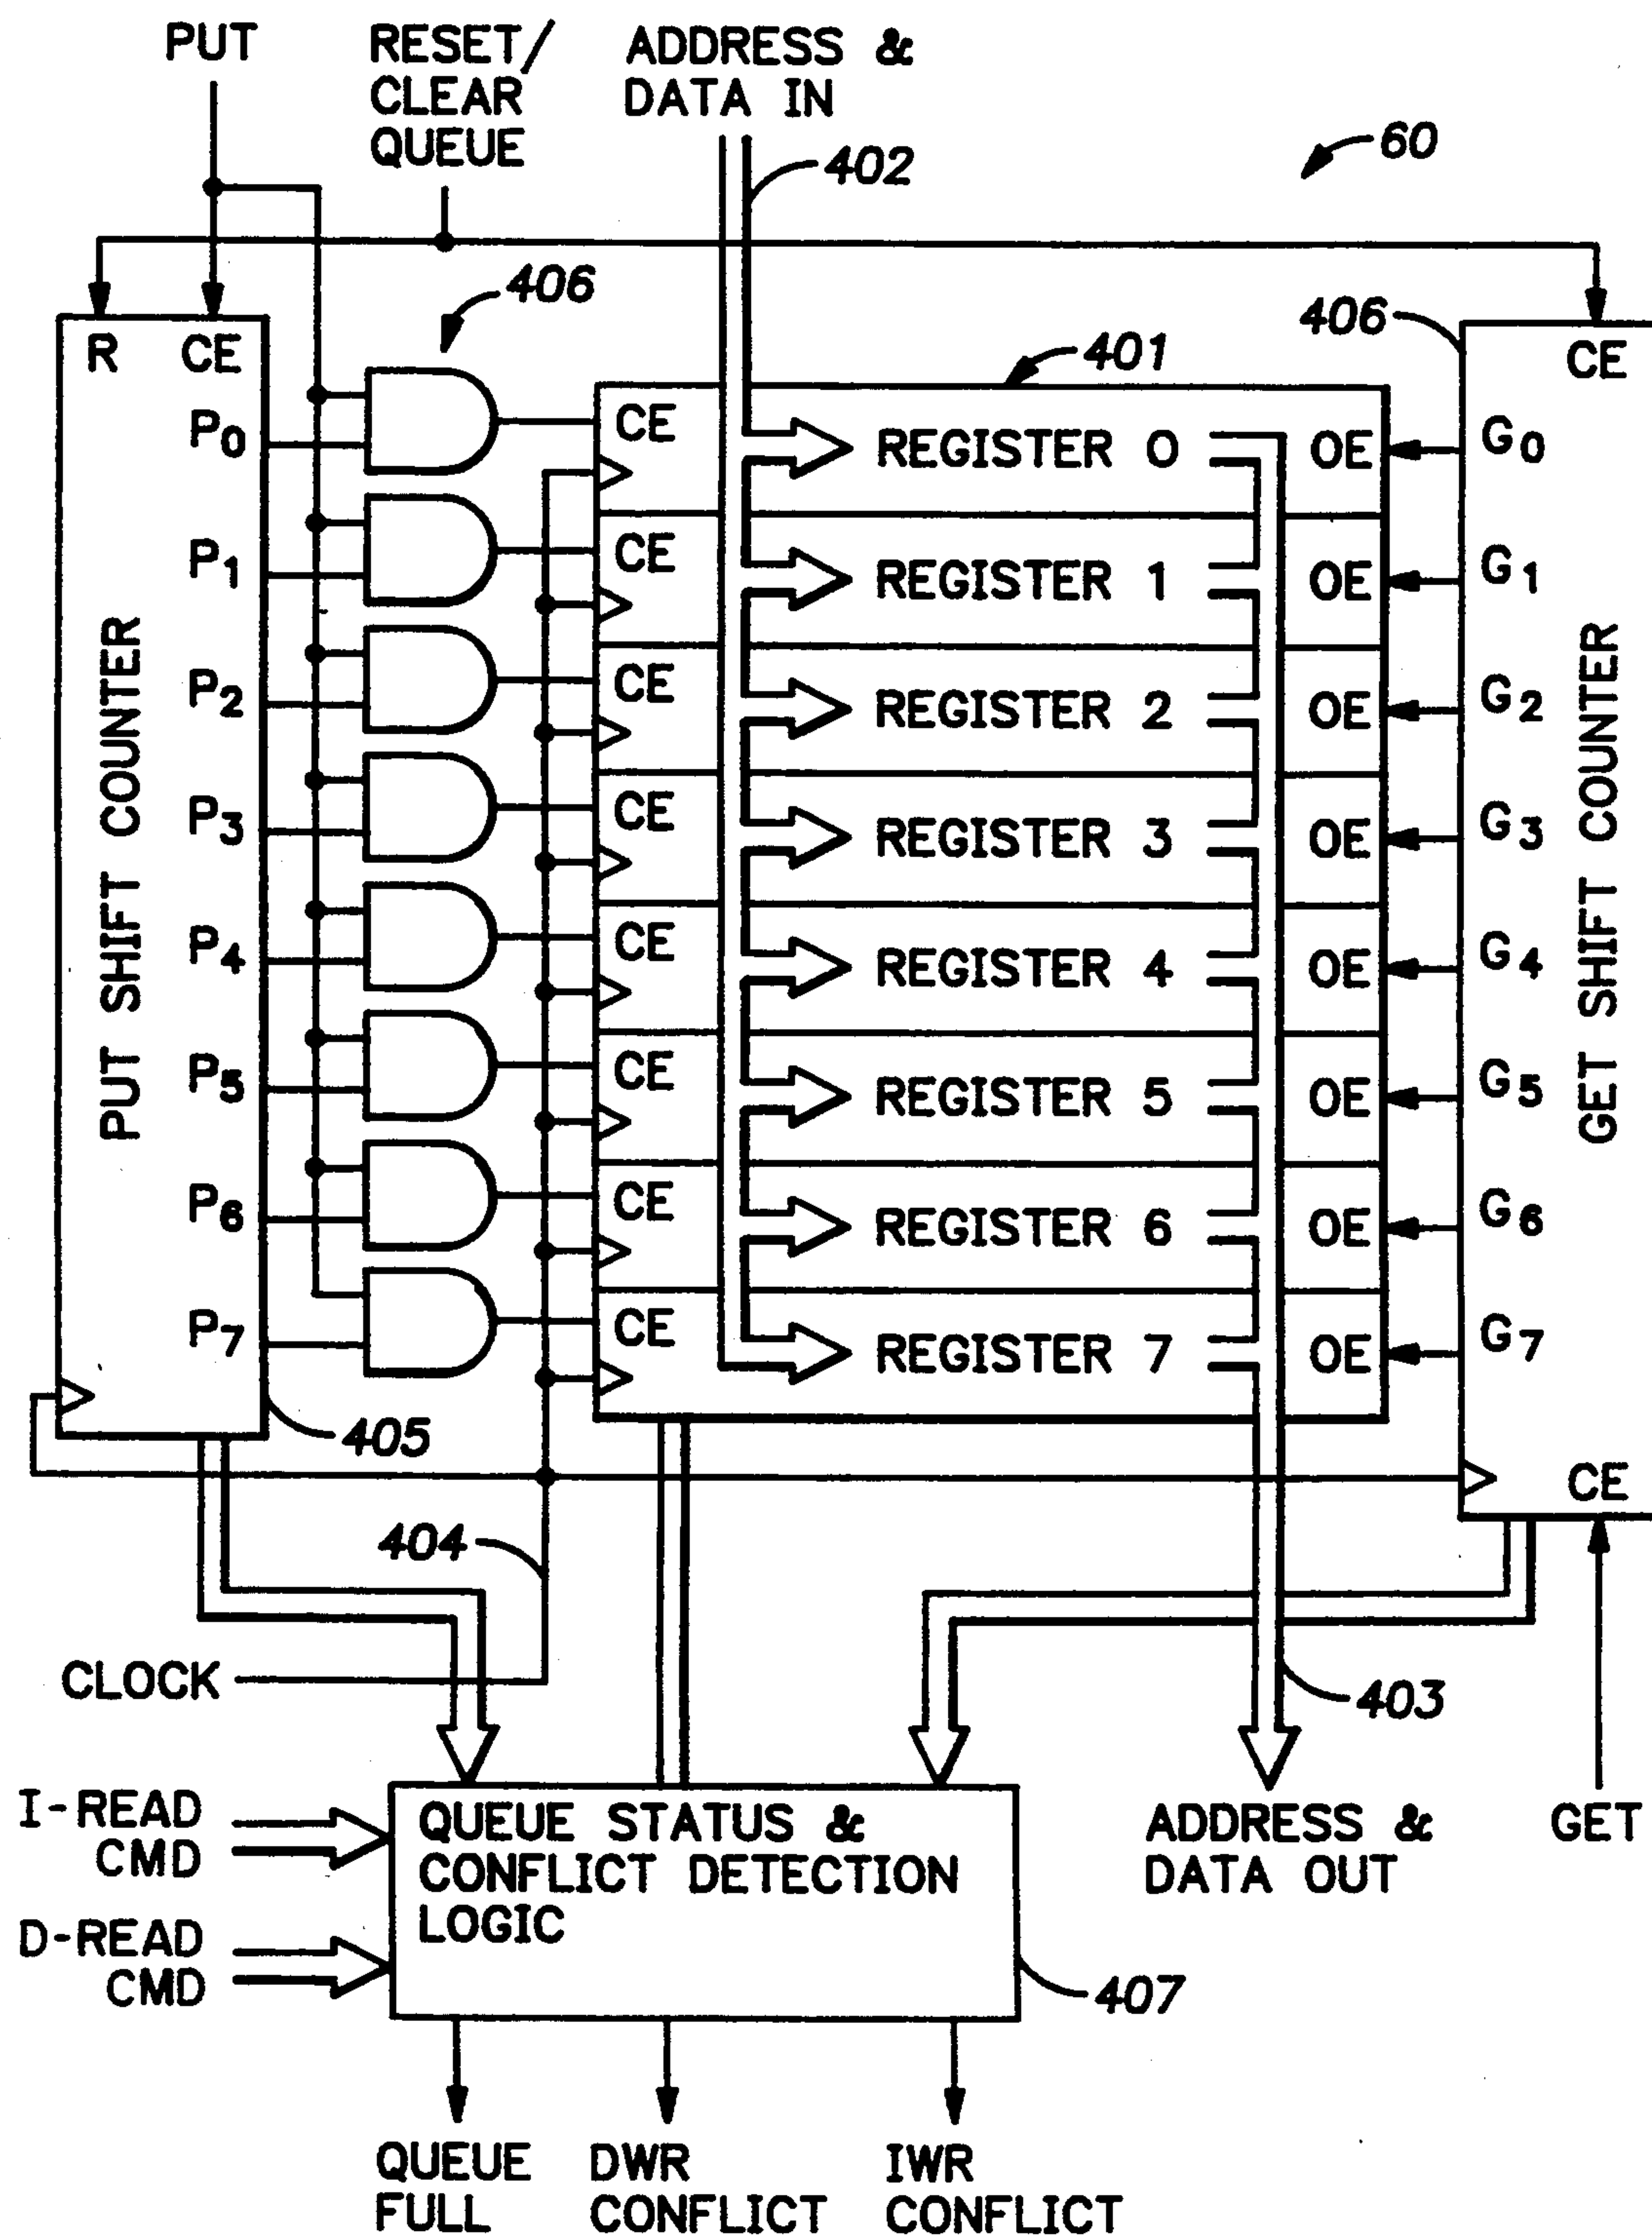 PUT
RESET/
CLEAR
QUEUE
ADDRESS &
DATA IN
402
60
406
406
401
R CE
P0
P1
P2
P3
P4
P5
P6
P7
PUT SHIFT COUNTER
405
CE REGISTER 0 OE
CE REGISTER 1 OE
CE REGISTER 2 OE
CE REGISTER 3 OE
CE REGISTER 4 OE
CE REGISTER 5 OE
CE REGISTER 6 OE
CE REGISTER 7 OE
CE
G0
G1
G2
G3
G4
G5
G6
G7
GET SHIFT COUNTER
CE
404
CLOCK
403
I-READ
CMD
D-READ
CMD
QUEUE STATUS &
CONFLICT DETECTION
LOGIC
407
ADDRESS &
DATA OUT
GET
QUEUE
FULL
DWR
CONFLICT
IWR
CONFLICT